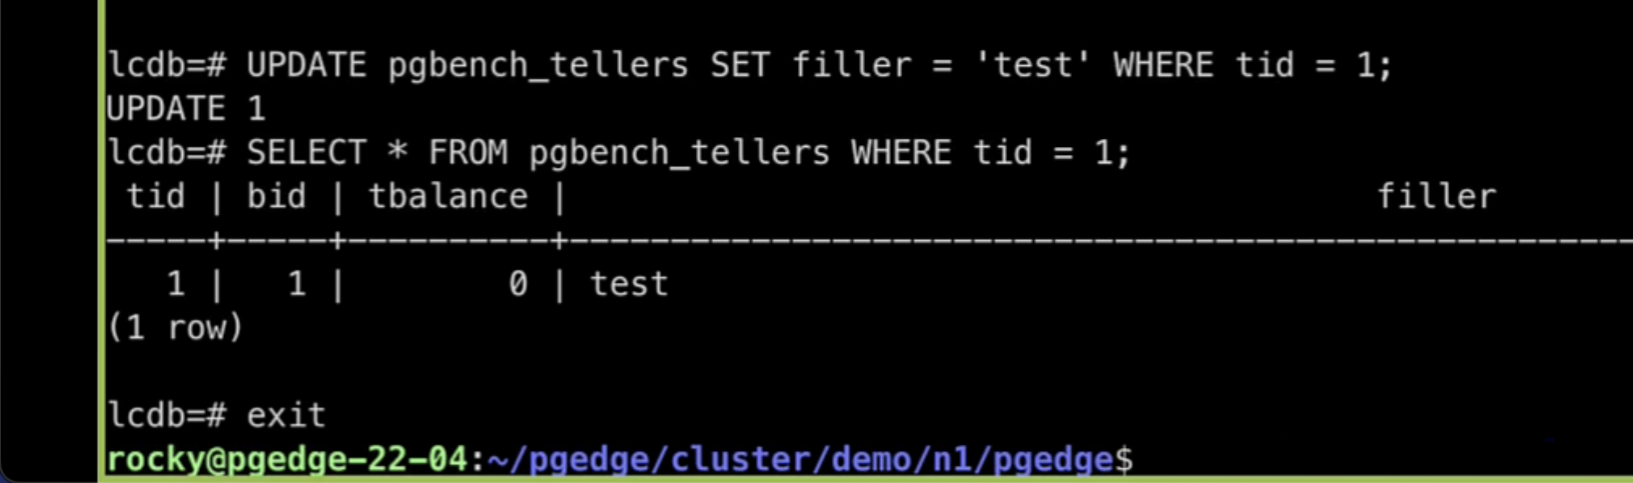 lcdb=# UPDATE pgbench_tellers SET filler = 'test' WHERE tid = 1;
UPDATE 1
lcdb=# SELECT * FROM pgbench_tellers WHERE tid = 1;
 tid | bid | tbalance |                                        filler
-----+-----+----------+-----------------------------------------------------
   1 |   1 |        0 | test
(1 row)
lcdb=# exit
rocky@pgedge-22-04:~/pgedge/cluster/demo/n1/pgedge$